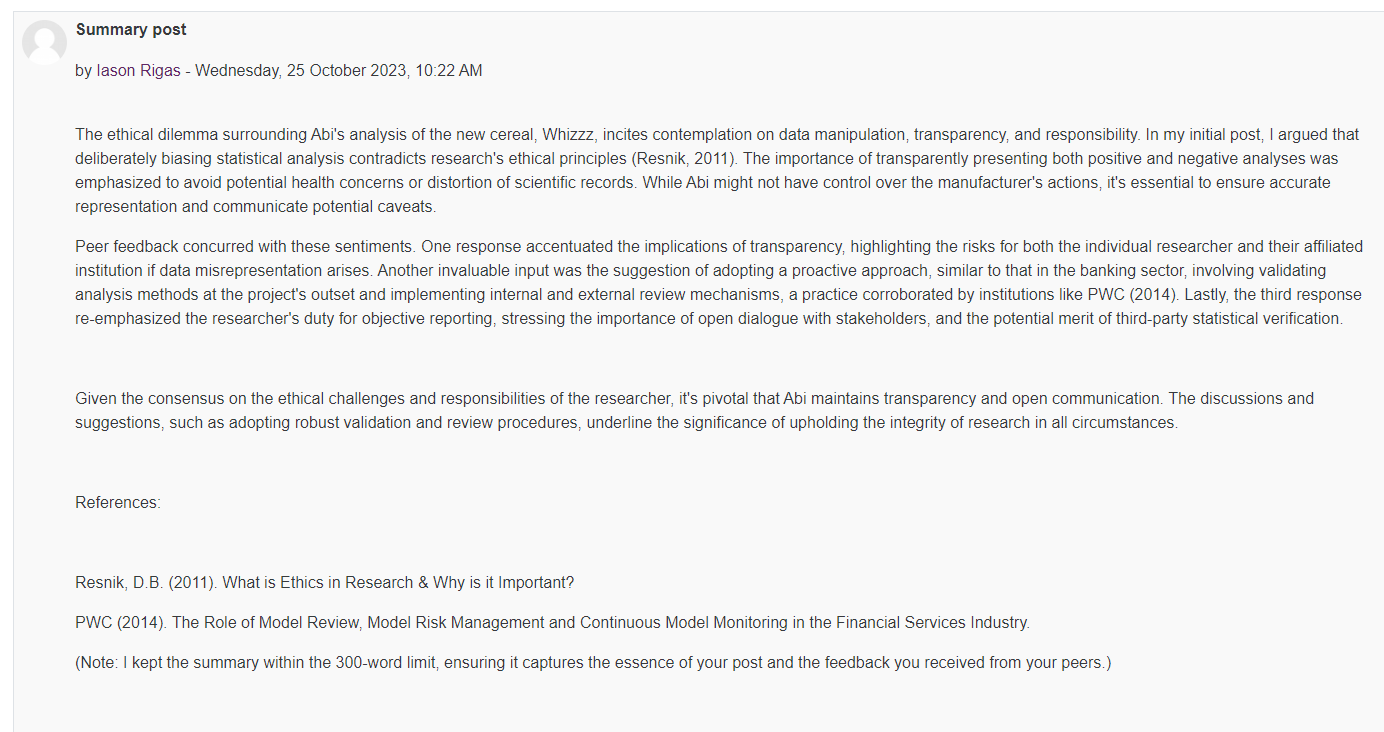 Summary post
by Iason Rigas - Wednesday, 25 October 2023, 10:22 AM
The ethical dilemma surrounding Abi's analysis of the new cereal, Whizzz, incites contemplation on data manipulation, transparency, and responsibility. In my initial post, I argued that
deliberately biasing statistical analysis contradicts research's ethical principles (Resnik, 2011). The importance of transparently presenting both positive and negative analyses was
emphasized to avoid potential health concerns or distortion of scientific records. While Abi might not have control over the manufacturer's actions, it's essential to ensure accurate
representation and communicate potential caveats.
Peer feedback concurred with these sentiments. One response accentuated the implications of transparency, highlighting the risks for both the individual researcher and their affiliated
institution if data misrepresentation arises. Another invaluable input was the suggestion of adopting a proactive approach, similar to that in the banking sector, involving validating
analysis methods at the project's outset and implementing internal and external review mechanisms, a practice corroborated by institutions like PWC (2014). Lastly, the third response
re-emphasized the researcher's duty for objective reporting, stressing the importance of open dialogue with stakeholders, and the potential merit of third-party statistical verification.
Given the consensus on the ethical challenges and responsibilities of the researcher, it's pivotal that Abi maintains transparency and open communication. The discussions and
suggestions, such as adopting robust validation and review procedures, underline the significance of upholding the integrity of research in all circumstances.
References:
Resnik, D.B. (2011). What is Ethics in Research & Why is it Important?
PWC (2014). The Role of Model Review, Model Risk Management and Continuous Model Monitoring in the Financial Services Industry.
(Note: I kept the summary within the 300-word limit, ensuring it captures the essence of your post and the feedback you received from your peers.)